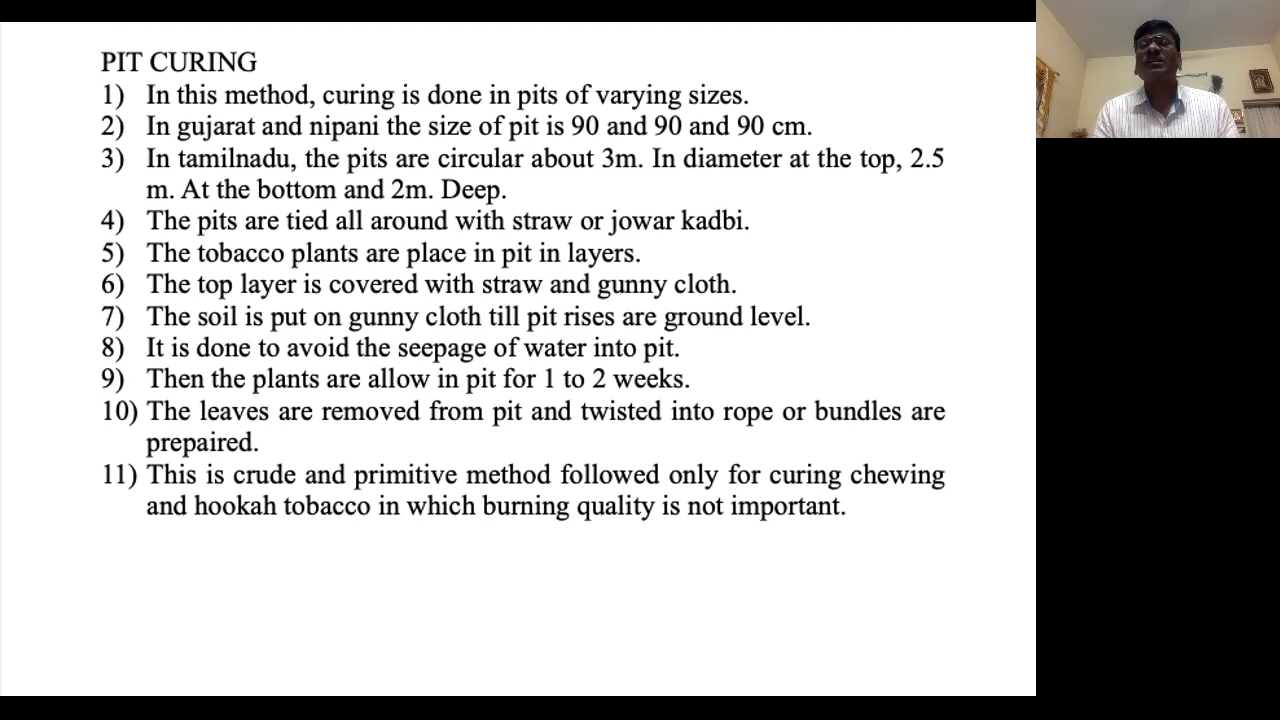 PIT CURING
1) In this method, curing is done in pits of varying sizes.
2) In gujarat and nipani the size of pit is 90 and 90 and 90 cm.
3) In tamilnadu, the pits are circular about 3m. In diameter at the top, 2.5
m. At the bottom and 2m. Deep.
4) The pits are tied all around with straw or jowar kadbi.
5) The tobacco plants are place in pit in layers.
6) The top layer is covered with straw and gunny cloth.
7) The soil is put on gunny cloth till pit rises are ground level.
8) It is done to avoid the seepage of water into pit.
9) Then the plants are allow in pit for 1 to 2 weeks.
10) The leaves are removed from pit and twisted into rope or bundles are
prepaired.
11) This is crude and primitive method followed only for curing chewing
and hookah tobacco in which burning quality is not important.